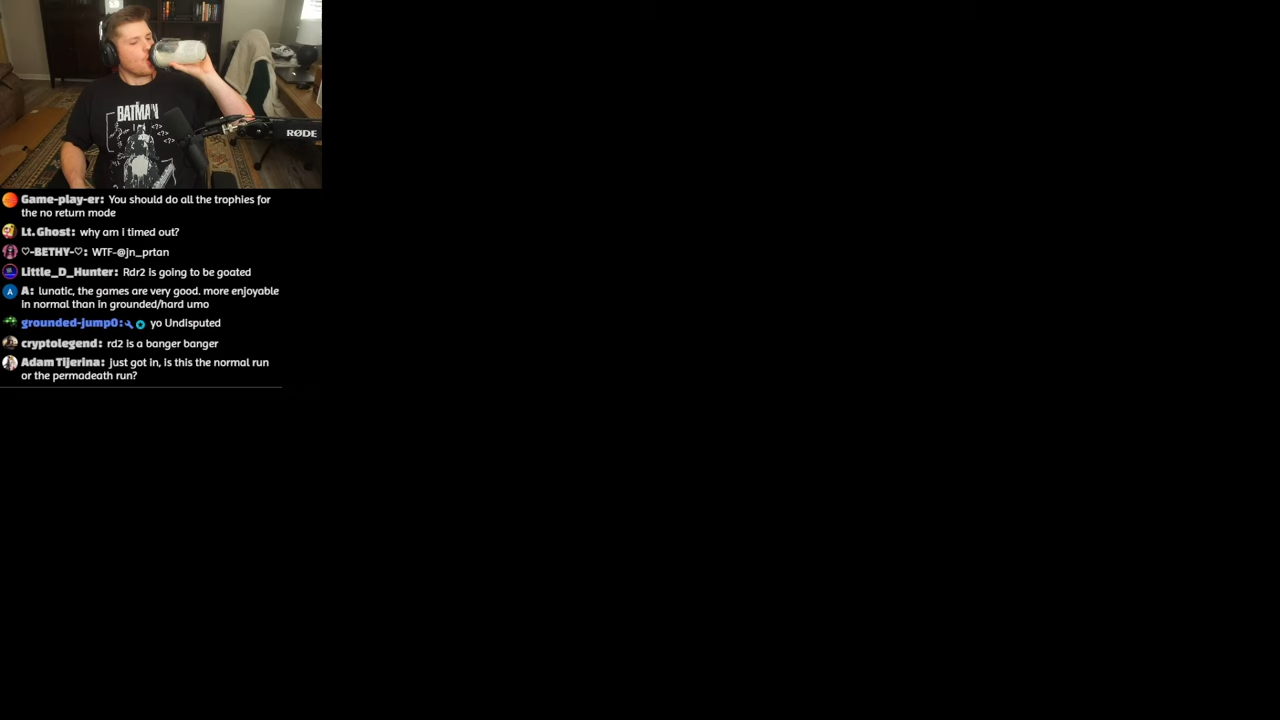 BATMAN
RØDE
Game-play-er: You should do all the trophies for
the no return mode
Lt. Ghost: why am i timed out?
♡-BETHY-♡: WTF-@jn_prtan
Little_D_Hunter: Rdr2 is going to be goated
A A: lunatic, the games are very good. more enjoyable
in normal than in grounded/hard umo
grounded-jump0: yo Undisputed
cryptolegend: rd2 is a banger banger
Adam Tijerina: just got in, is this the normal run
or the permadeath run?